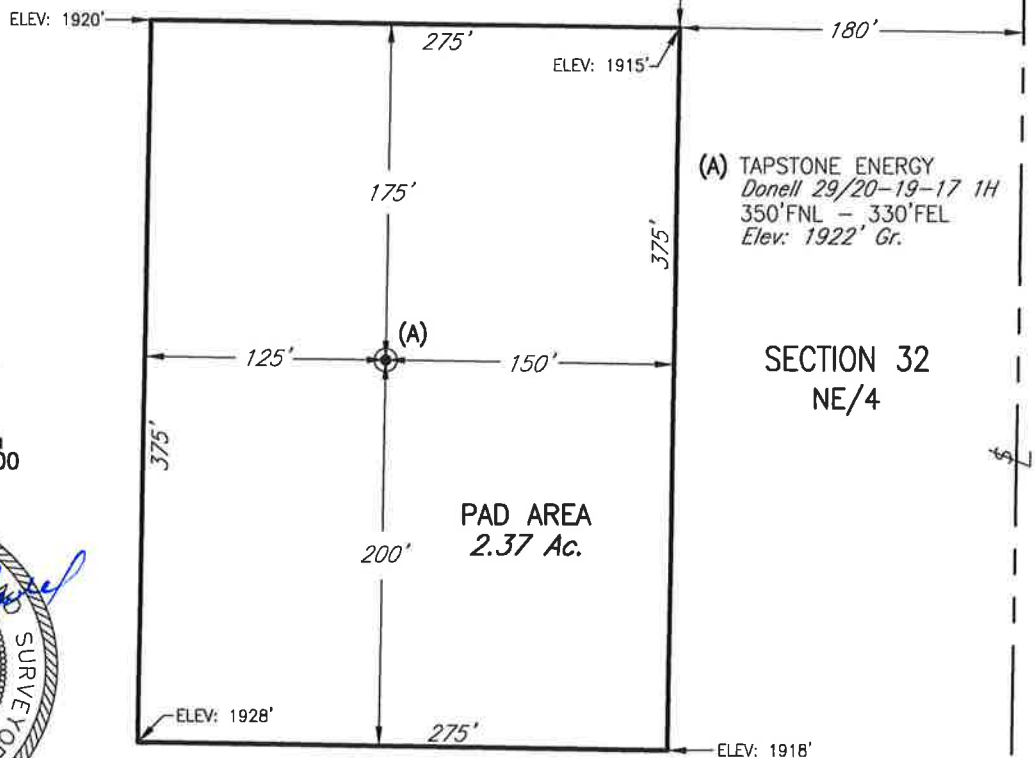 ELEV: 1920'
275'
180'
ELEV: 1915'
175'
375'
(A) TAPSTONE ENERGY
Donell 29/20-19-17 1H
350'FNL - 330'FEL
Elev: 1922' Gr.
(A)
125'
150'
SECTION 32
NE/4
375'
PAD AREA
2.37 Ac.
200'
SURVEYOR
ELEV: 1928'
275'
ELEV: 1918'